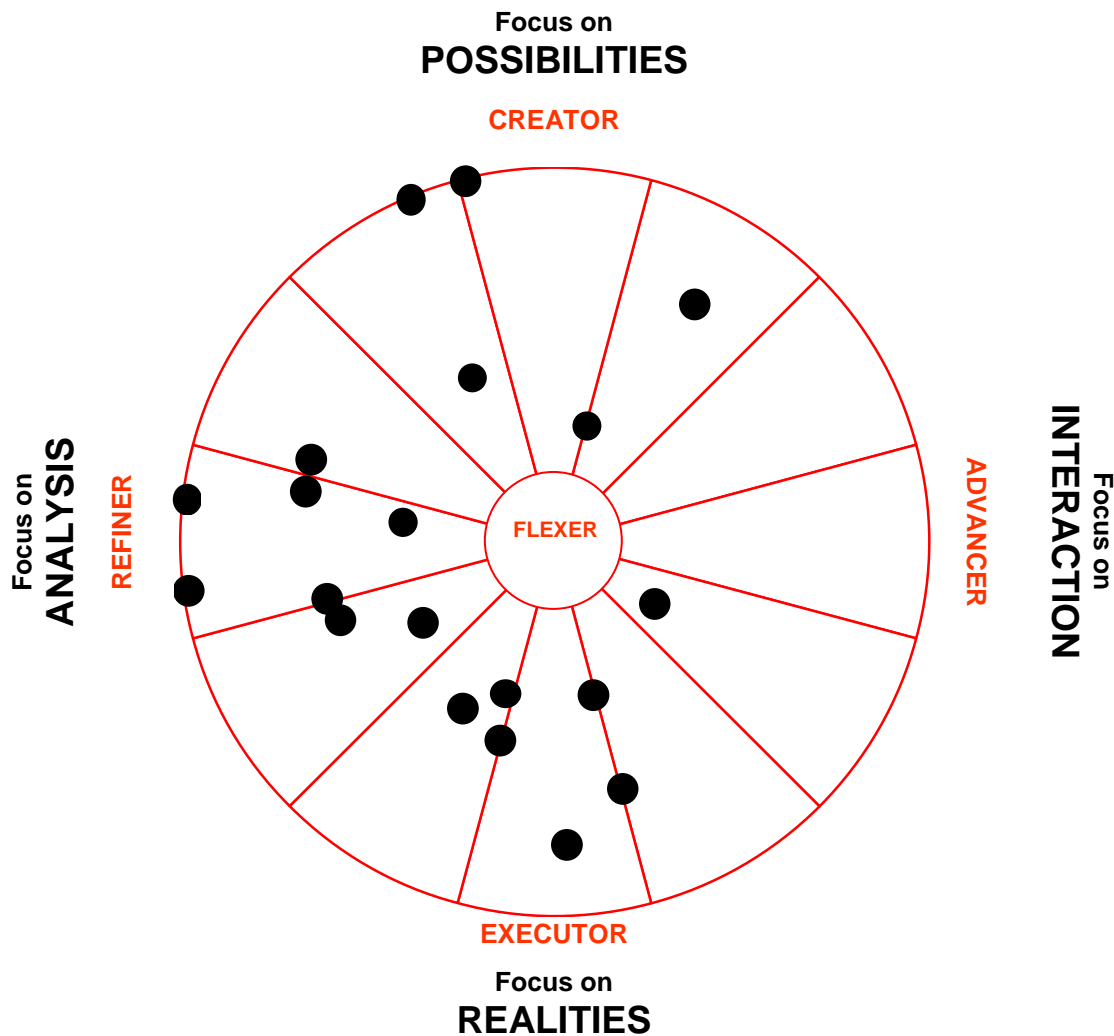 Focus on
POSSIBILITIES
CREATOR
Focus on
ANALYSIS
REFINER
FLEXER
ADVANCER
Focus on
INTERACTION
EXECUTOR
Focus on
REALITIES